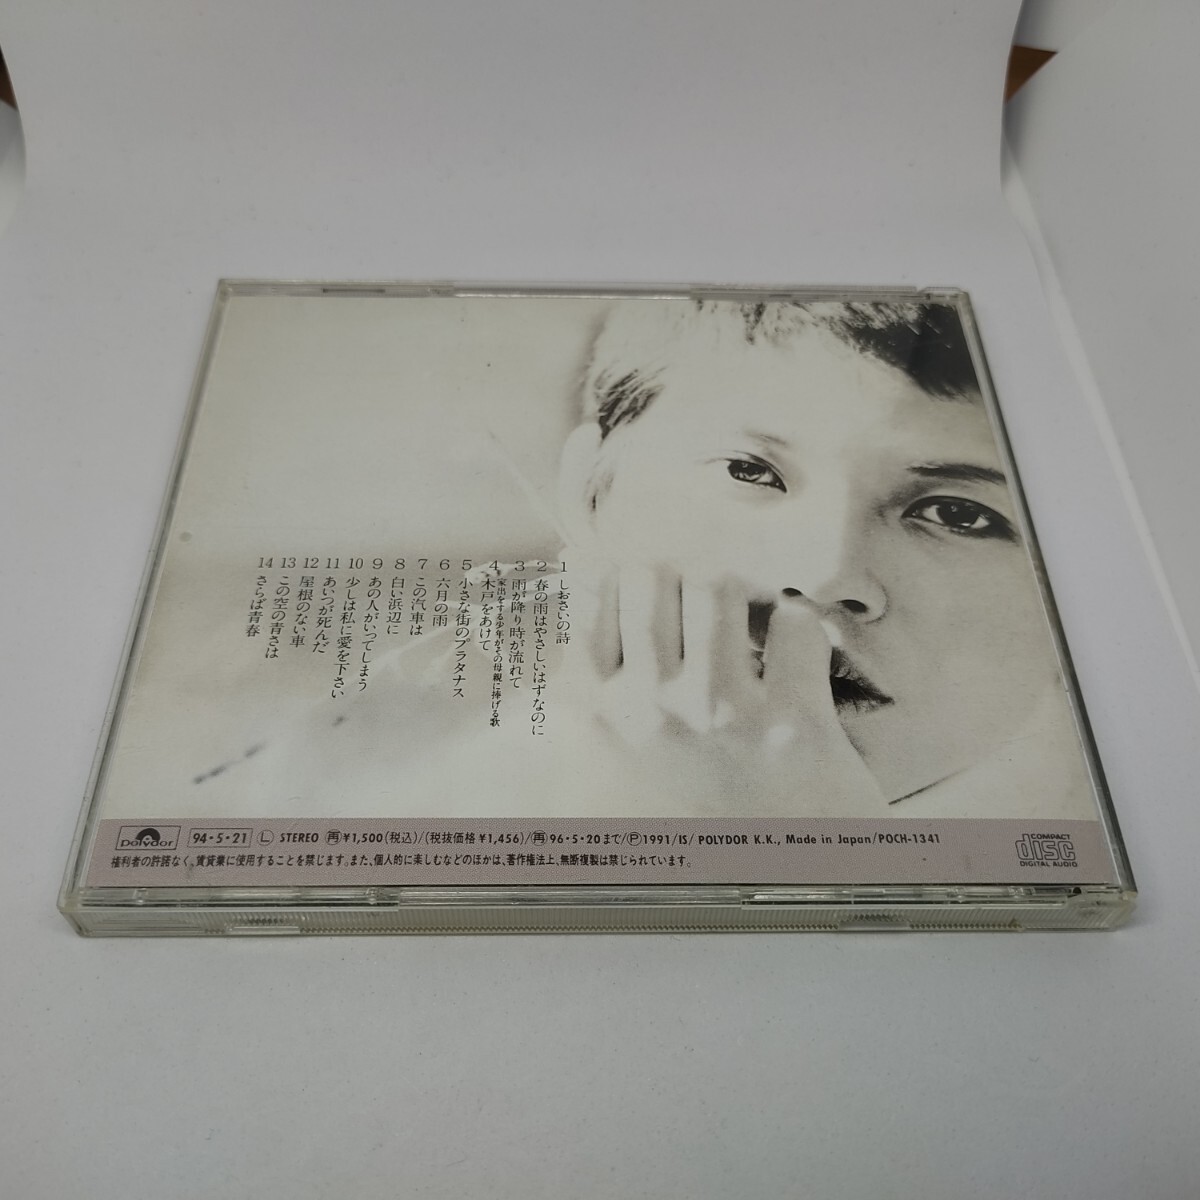 1 しおさいの詩
2 春の雨はやさしいはずなのに
3 雨が降り時が流れて
4 木戸をあけて
家出をする少年がその母親に捧げる歌
5 小さな街のプラタナス
6 六月の雨
7 この汽車は
8 白い浜辺に
9 あの人がいってしまう
10 少しは私に愛を下さい
11 あいつが死んだ
12 屋根のない車
13 この空の青さは
14 さらば青春
Polydor 94・5・21 Ⓛ STEREO ㊢¥1,500(税込)/(税抜価格 ¥1,456)/㊢96・5・20まで/Ⓟ1991/IS/ POLYDOR K.K., Made in Japan/POCH-1341
権利者の許諾なく、賃貸業に使用することを禁じます。また、個人的に楽しむなどのほかは、著作権法上、無断複製は禁じられています。
COMPACT
disc
DIGITAL AUDIO